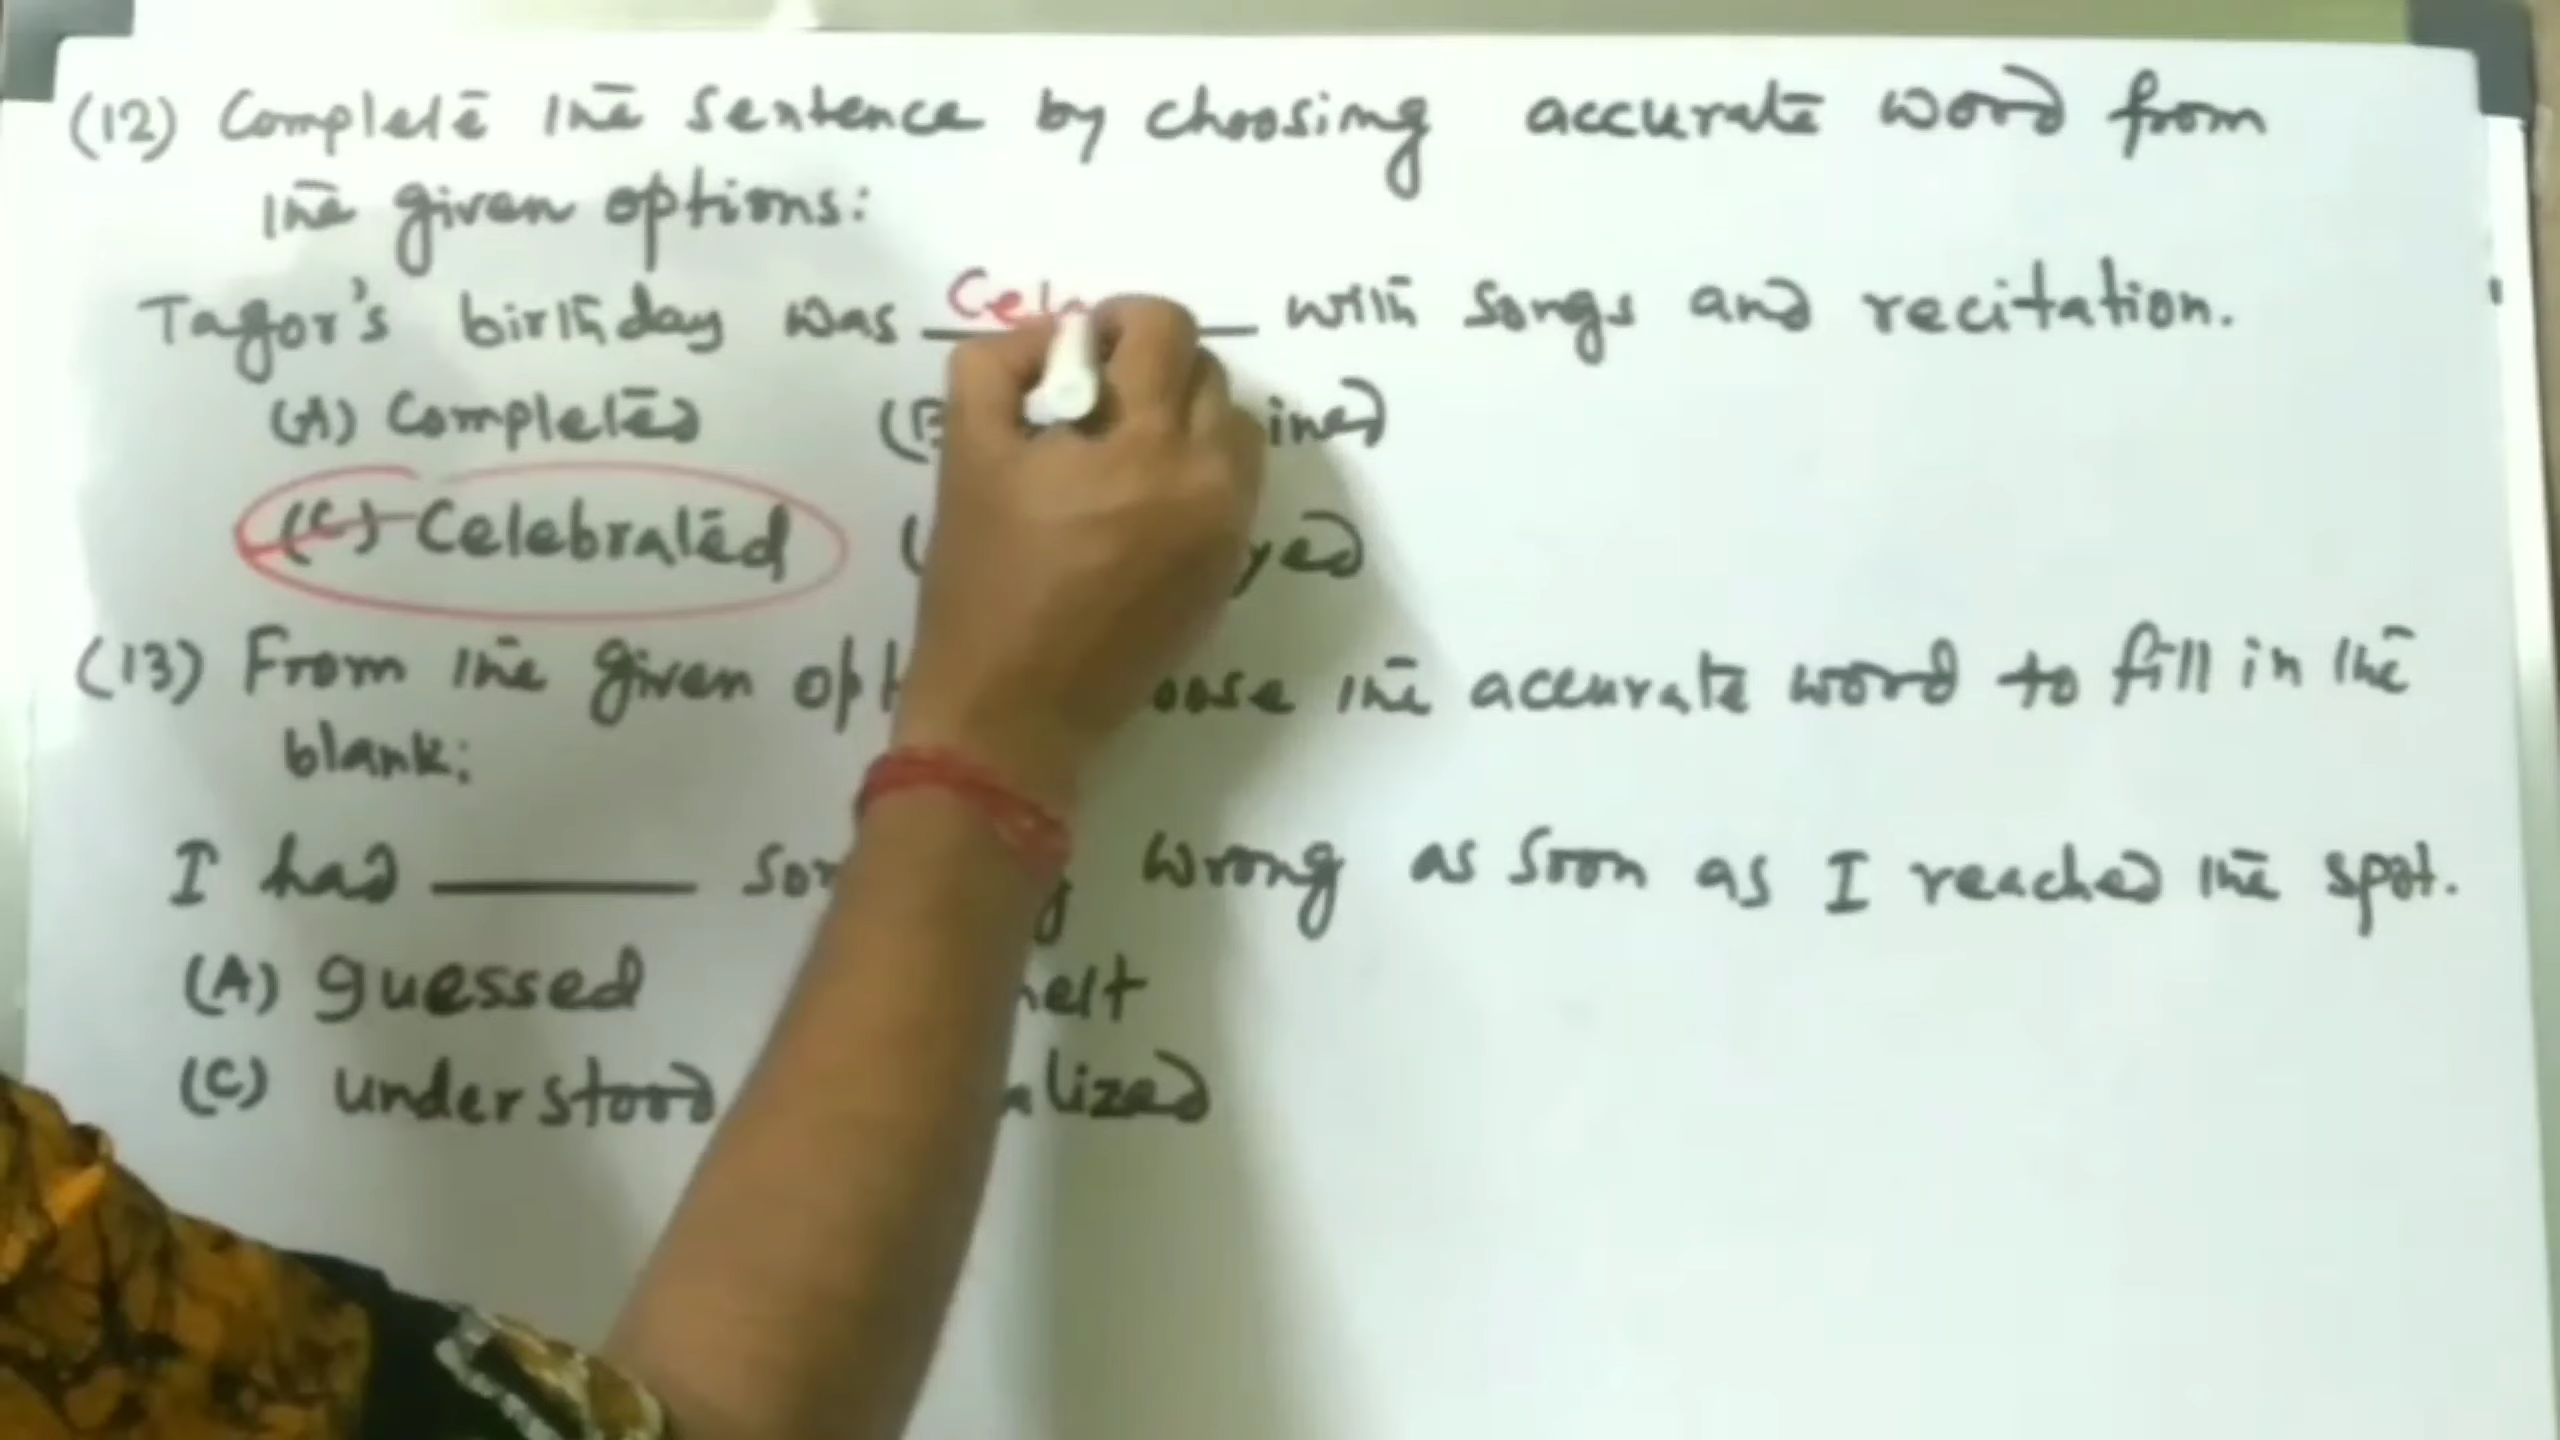 (12) Complete the sentence by choosing accurate word from
the given options:
Tagor's birthday was Cel with songs and recitation.
(A) Completed
(C) Celebrated
(13) From the given the accurate word to fill in the
blank:
I had ______ wrong as soon as I reached the spot.
(A) guessed
(C) understood